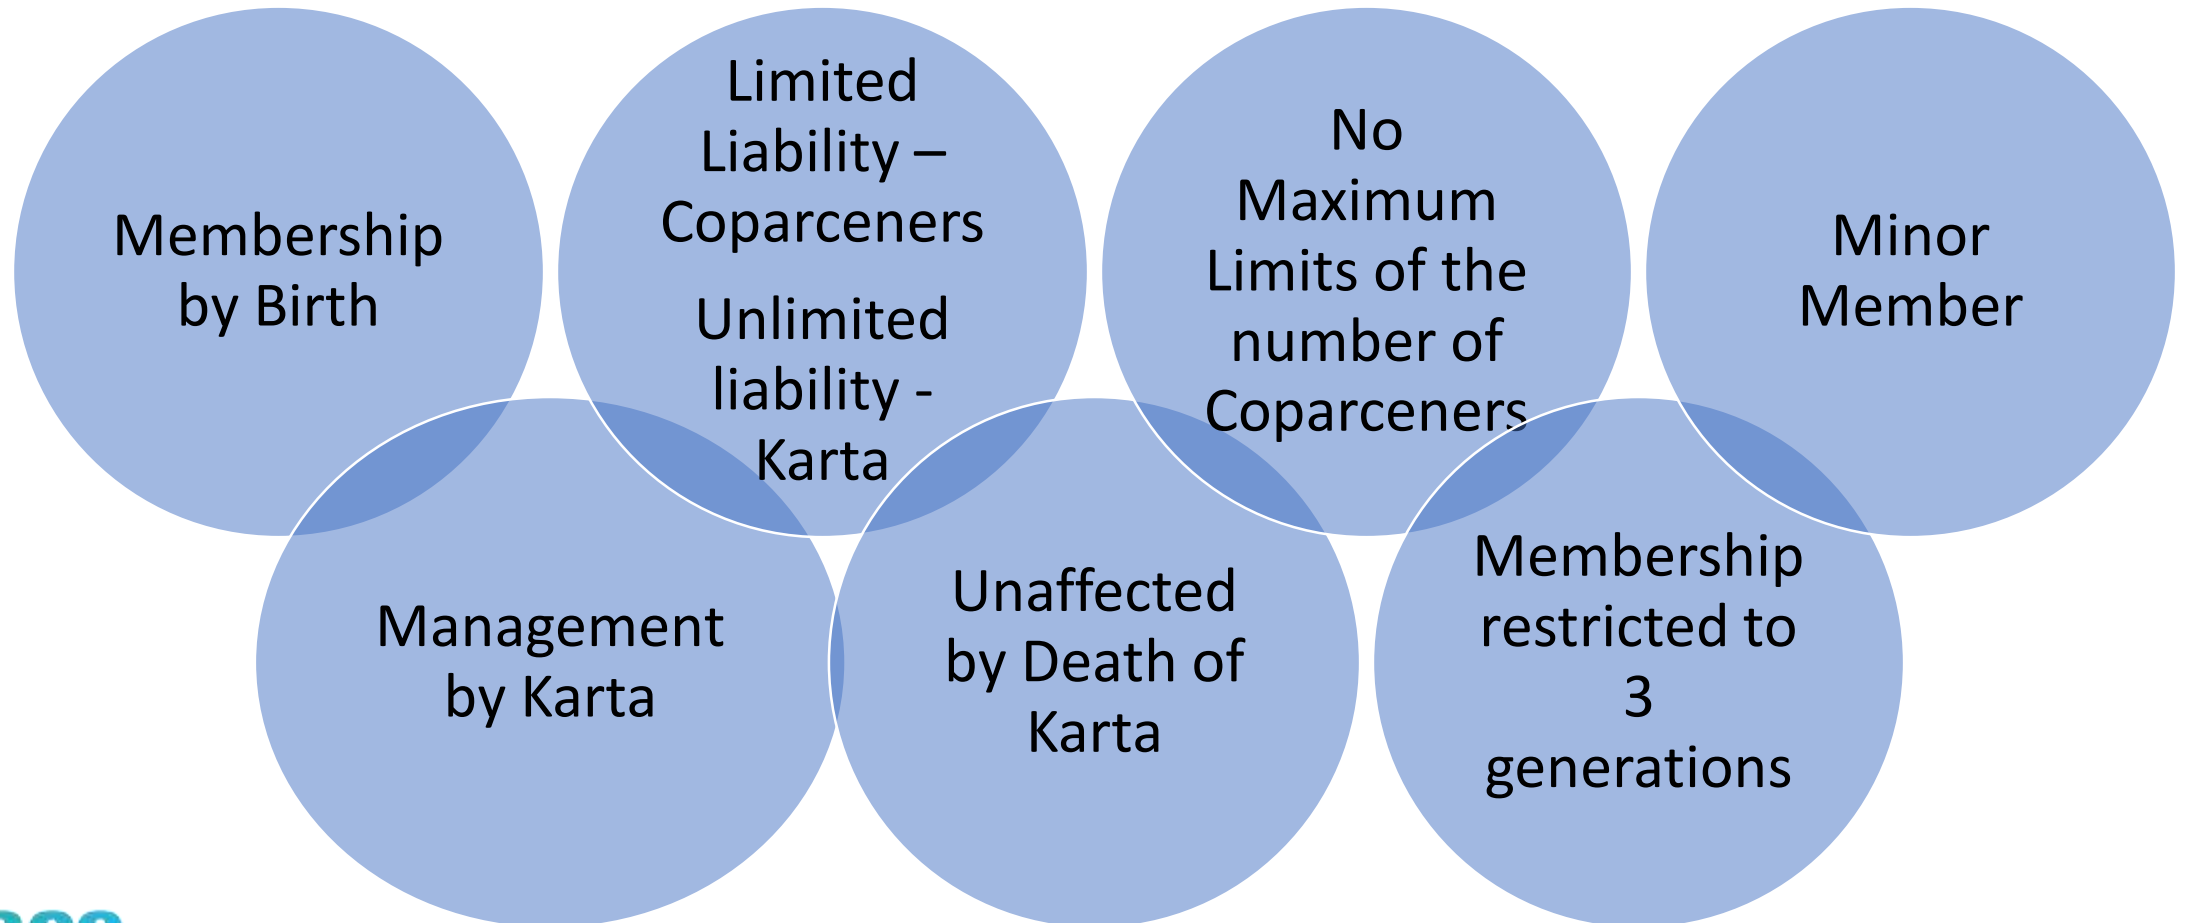 Membership
by Birth
Limited
Liability –
Coparceners
Unlimited
liability -
Karta
No
Maximum
Limits of the
number of
Coparceners
Minor
Member
Management
by Karta
Unaffected
by Death of
Karta
Membership
restricted to
3
generations